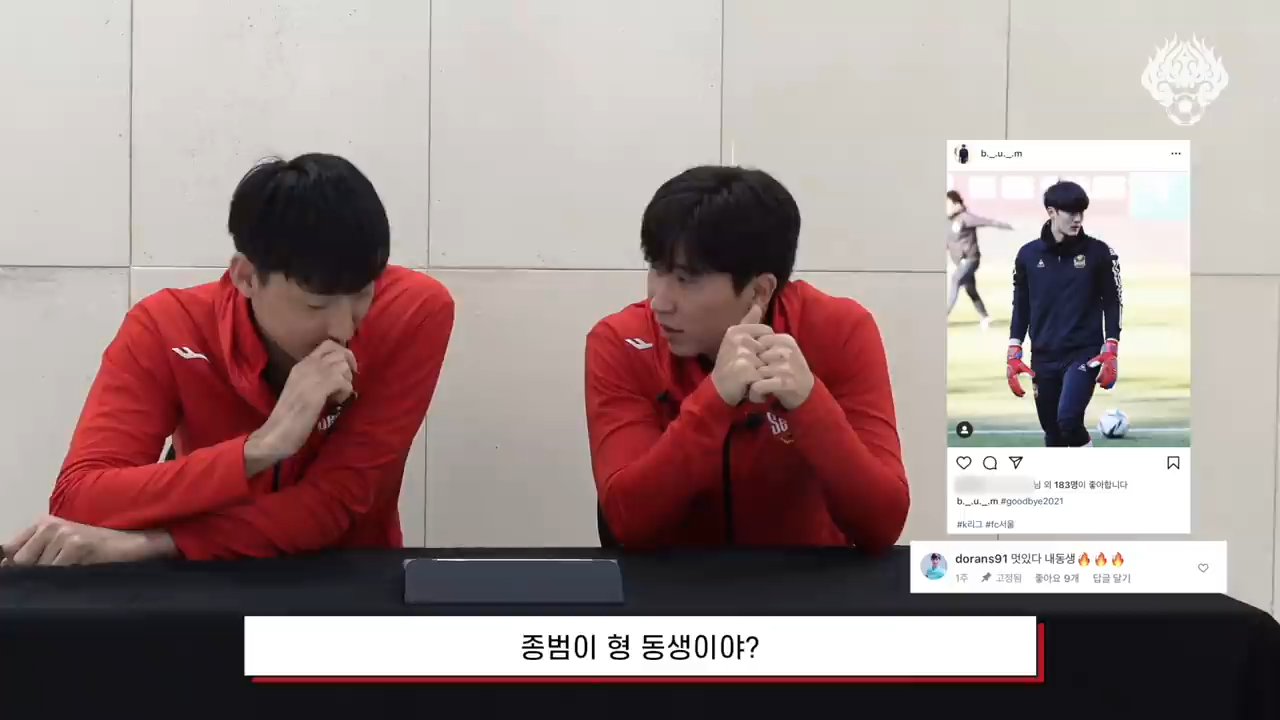 b._.u._.m
님 외 183명이 좋아합니다
b._.u._.m #goodbye2021
#k리그 #fc서울
dorans91 멋있다 내동생🔥🔥🔥
1주 고정됨 좋아요 9개 답글 달기
종범이 형 동생이야?